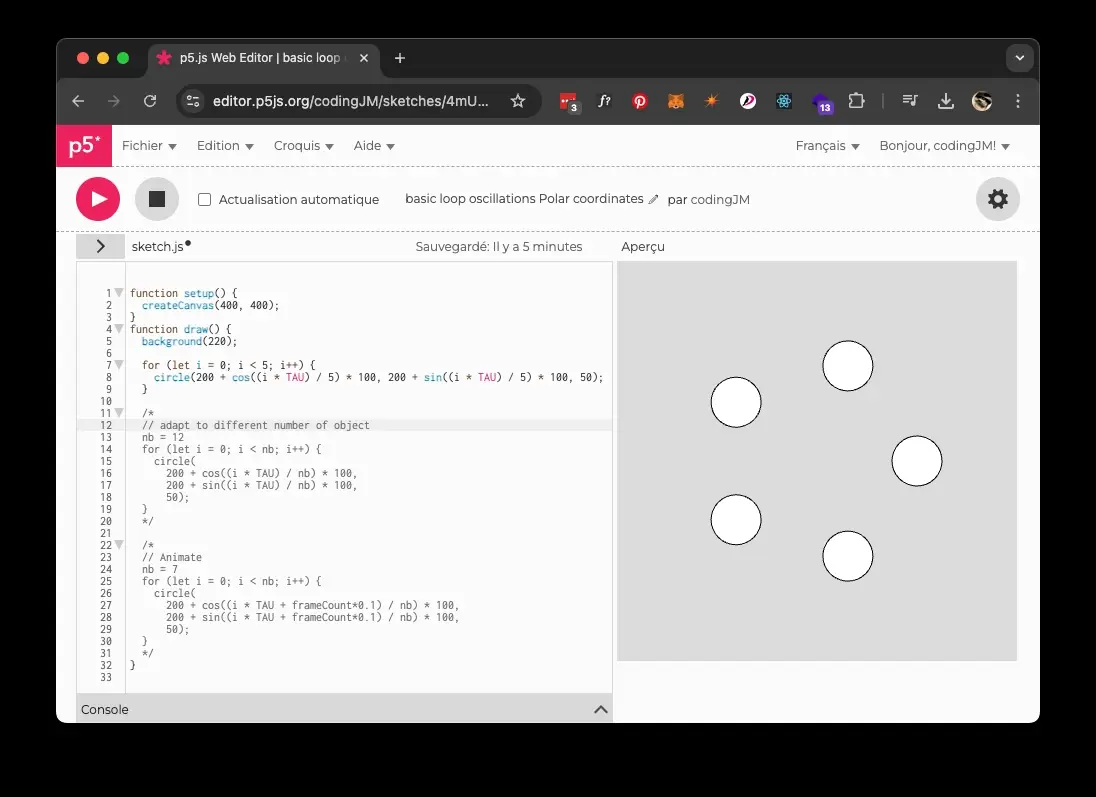 p5.js Web Editor | basic loop
editor.p5js.org/codingJM/sketches/4mU...
3
f?
13
p5*
Fichier
Edition
Croquis
Aide
Français
Bonjour, codingJM!
Actualisation automatique
basic loop oscillations Polar coordinates
par codingJM
sketch.js
Sauvegardé: Il y a 5 minutes
Aperçu
1 function setup() {
2   createCanvas(400, 400);
3 }
4 function draw() {
5   background(220);
6
7   for (let i = 0; i < 5; i++) {
8     circle(200 + cos((i * TAU) / 5) * 100, 200 + sin((i * TAU) / 5) * 100, 50);
9   }
10
11   /*
12   // adapt to different number of object
13   nb = 12
14   for (let i = 0; i < nb; i++) {
15     circle(
16       200 + cos((i * TAU) / nb) * 100,
17       200 + sin((i * TAU) / nb) * 100,
18       50);
19   }
20   */
21
22   /*
23   // Animate
24   nb = 7
25   for (let i = 0; i < nb; i++) {
26     circle(
27       200 + cos((i * TAU + frameCount*0.1) / nb) * 100,
28       200 + sin((i * TAU + frameCount*0.1) / nb) * 100,
29       50);
30   }
31   */
32 }
33
Console